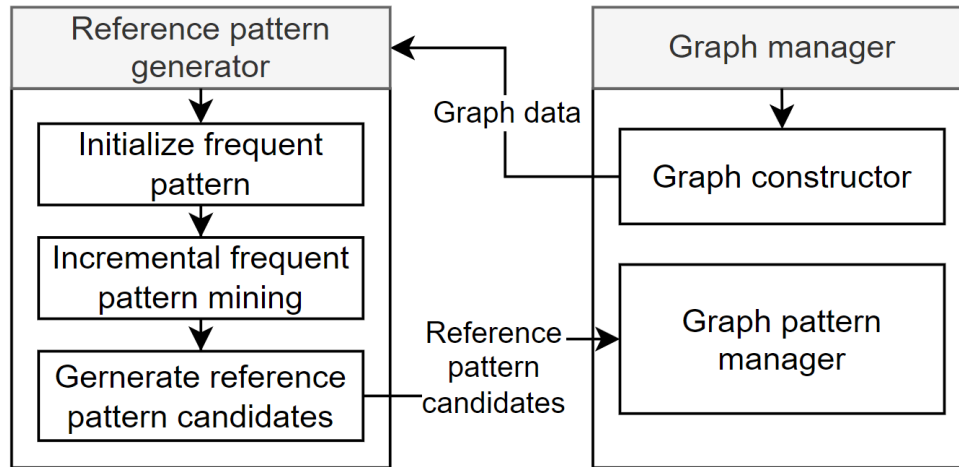 Reference pattern
generator
Initialize frequent
pattern
Incremental frequent
pattern mining
Gernerate reference
pattern candidates
Graph data
Reference
pattern
candidates
Graph manager
Graph constructor
Graph pattern
manager